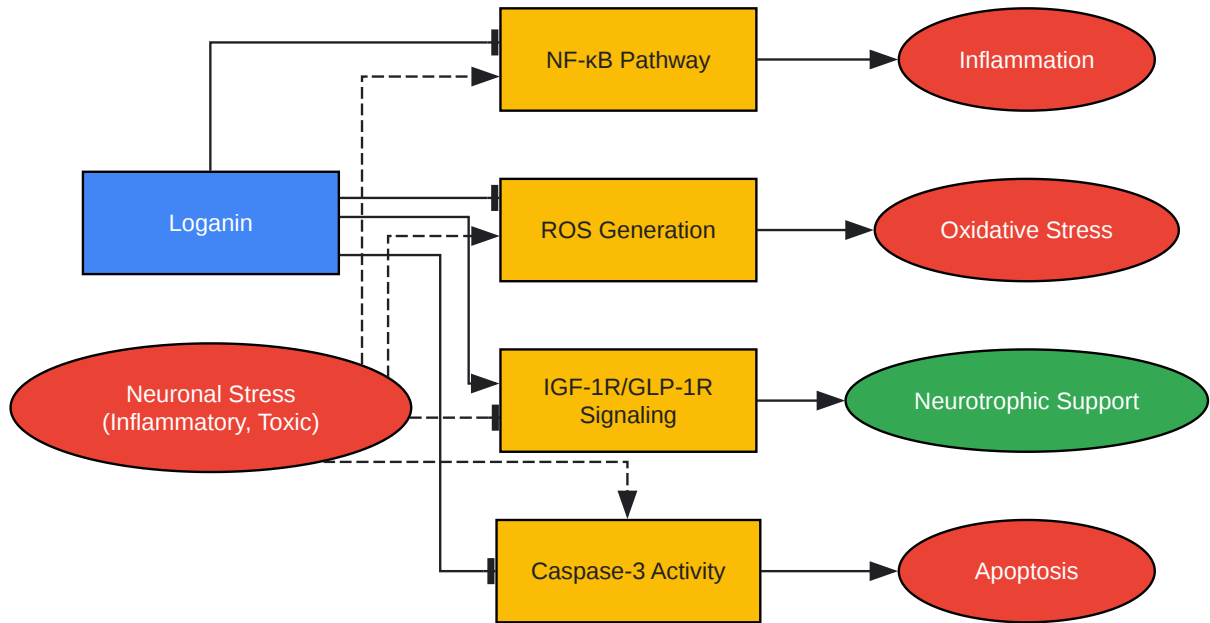 NF-κB Pathway
Inflammation
Loganin
ROS Generation
Oxidative Stress
Neuronal Stress
(Inflammatory, Toxic)
IGF-1R/GLP-1R
Signaling
Neurotrophic Support
Caspase-3 Activity
Apoptosis